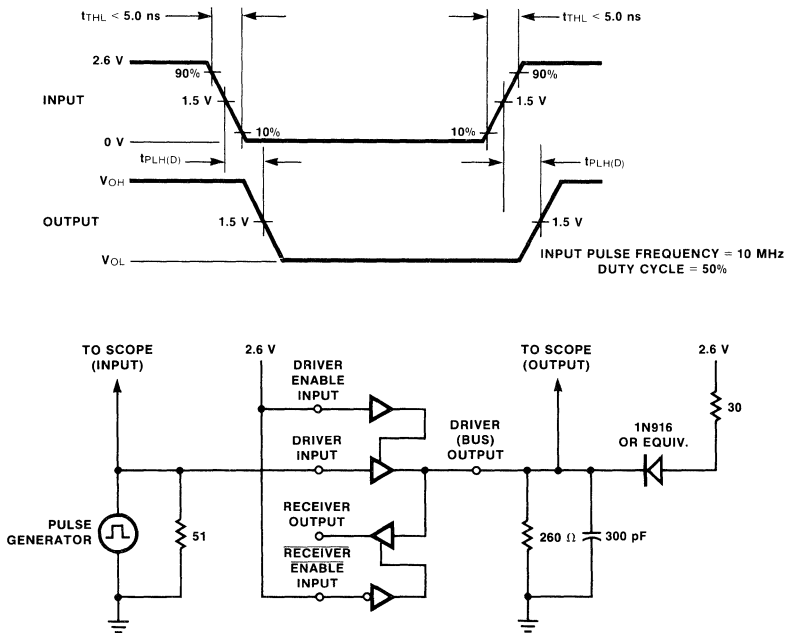 tTHL < 5.0 ns
tTHL < 5.0 ns
2.6 V
90%
90%
INPUT
1.5 V
1.5 V
10%
10%
0 V
tPLH(D)
tPLH(D)
VOH
OUTPUT
1.5 V
1.5 V
VOL
INPUT PULSE FREQUENCY = 10 MHz
DUTY CYCLE = 50%
TO SCOPE
(INPUT)
2.6 V
DRIVER
ENABLE
INPUT
TO SCOPE
(OUTPUT)
2.6 V
30
1N916
OR EQUIV.
DRIVER
INPUT
DRIVER
(BUS)
OUTPUT
PULSE
GENERATOR
51
RECEIVER
OUTPUT
RECEIVER
ENABLE
INPUT
260 Ω
300 pF